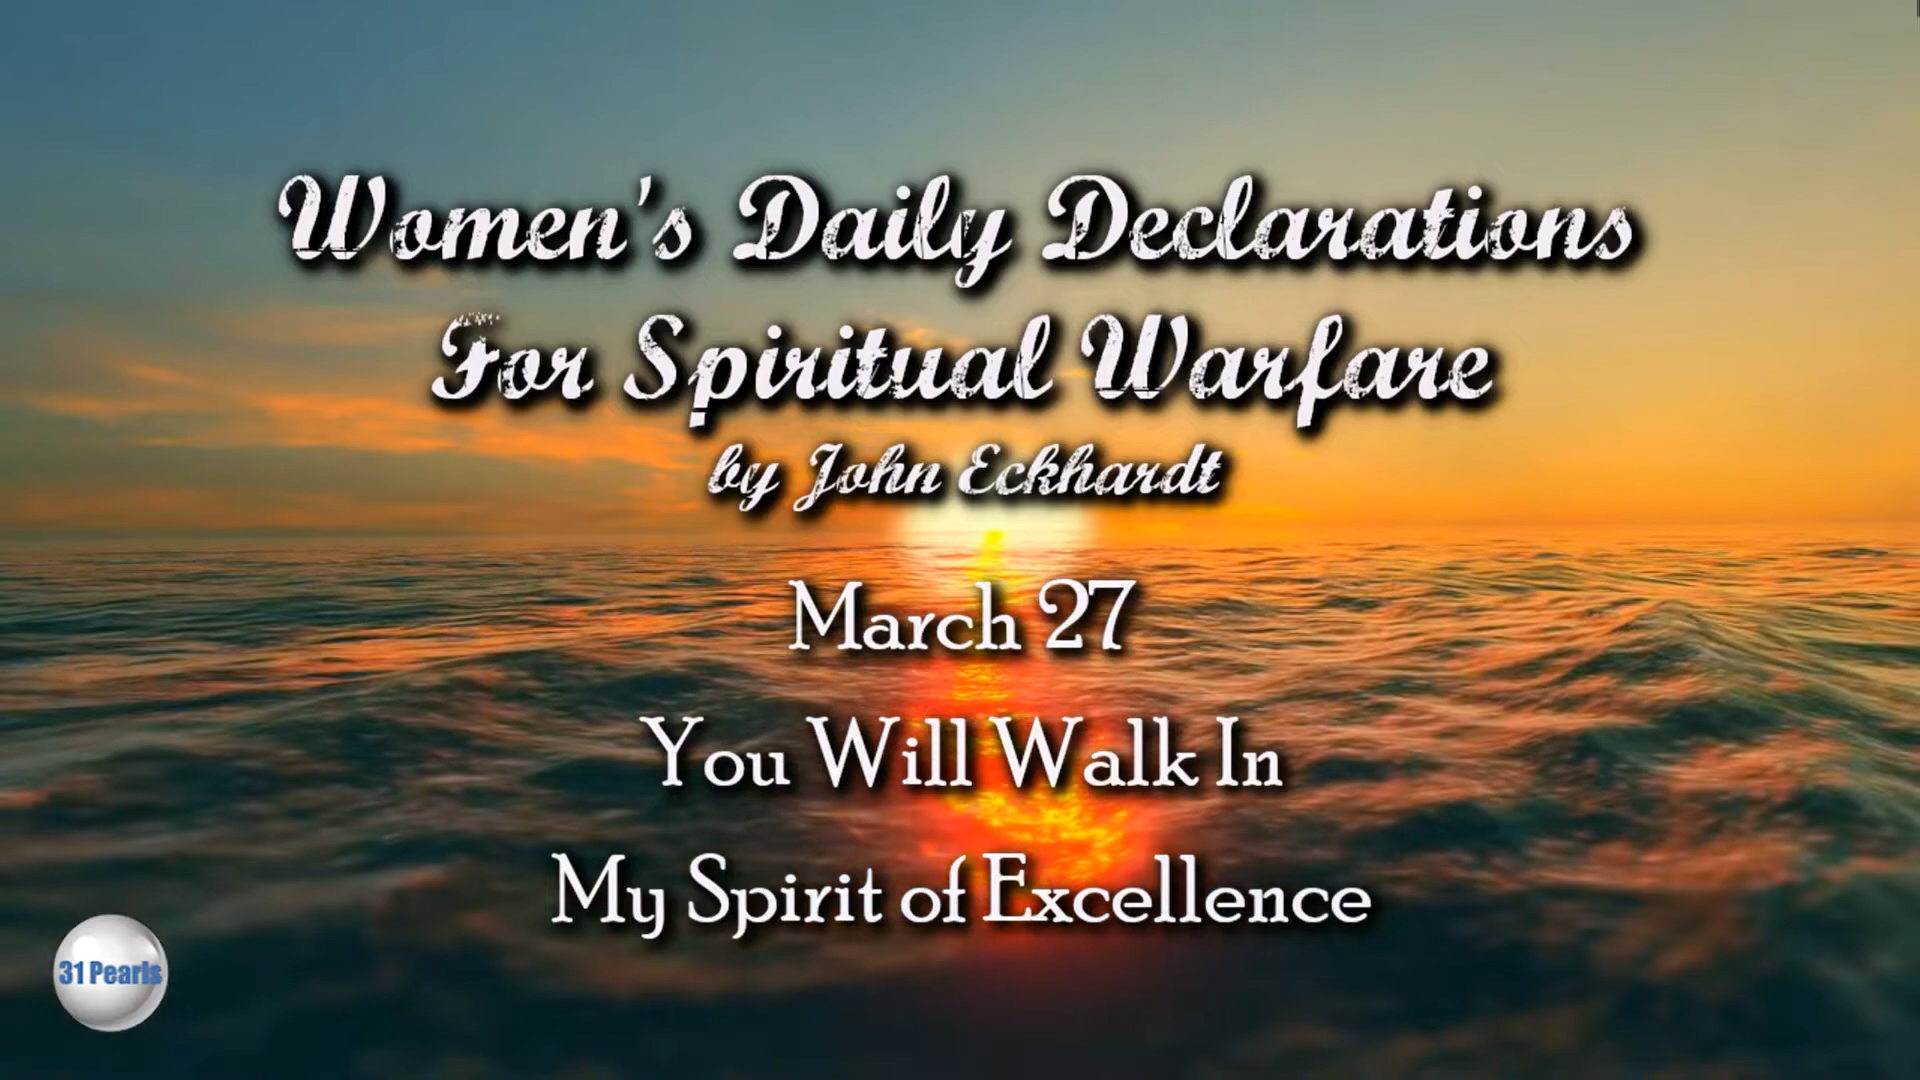 Women's Daily Declarations
For Spiritual Warfare
by John Eckhardt
March 27
You Will Walk In
My Spirit of Excellence
31 Pearls